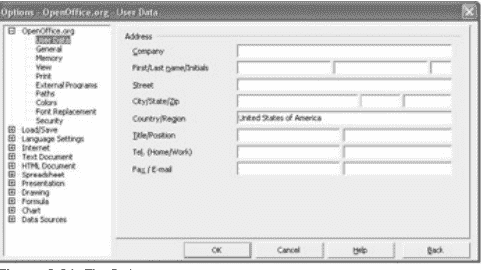 Options - OpenOffice.org - User Data
OpenOffice.org
User Data
General
Memory
View
Print
External Programs
Paths
Colors
Font Replacement
Security
Load/Save
Language Settings
Internet
Text Document
HTML Document
Spreadsheet
Presentation
Drawing
Formula
Chart
Data Sources
Address
Company
First/Last name/Initials
Street
City/State/Zip
Country/Region
United States of America
Title/Position
Tel. (Home/Work)
Fax / E-mail
OK
Cancel
Help
Back